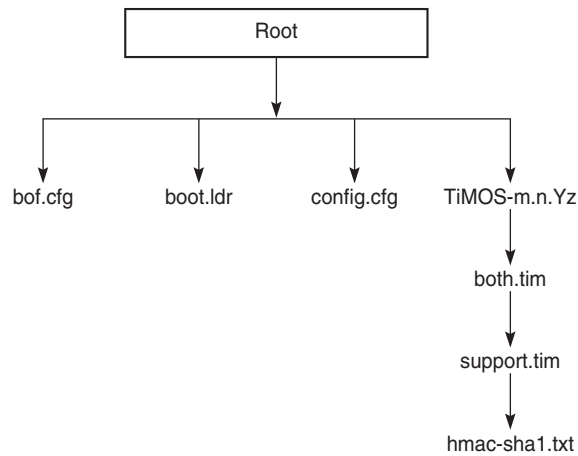 Root
bof.cfg
boot.ldr
config.cfg
TiMOS-m.n.Yz
both.tim
support.tim
hmac-sha1.txt